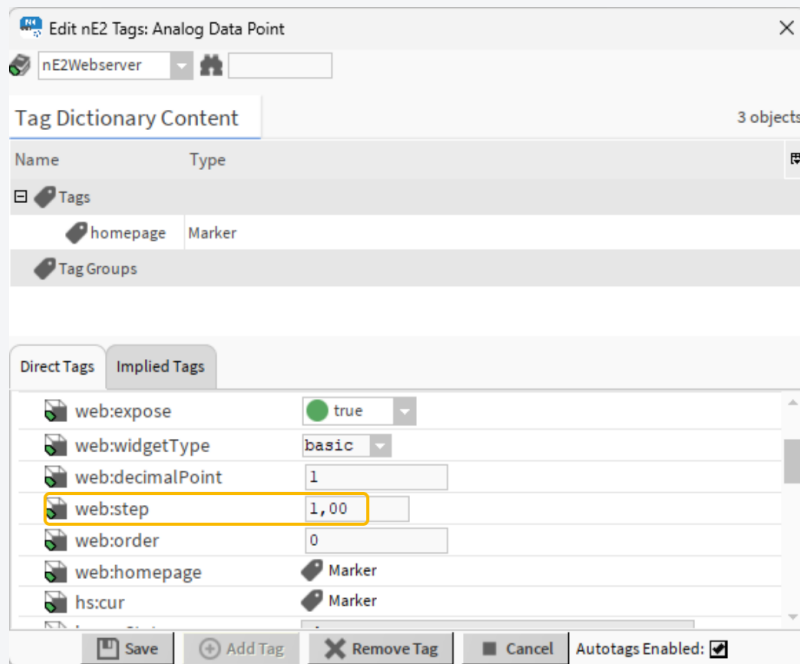 Edit nE2 Tags: Analog Data Point
nE2Webserver
Tag Dictionary Content
3 objects
Name Type
Tags
homepage Marker
Tag Groups
Direct Tags Implied Tags
web:expose true
web:widgetType basic
web:decimalPoint 1
web:step 1,00
web:order 0
web:homepage Marker
hs:cur Marker
Save Add Tag Remove Tag Cancel Autotags Enabled: